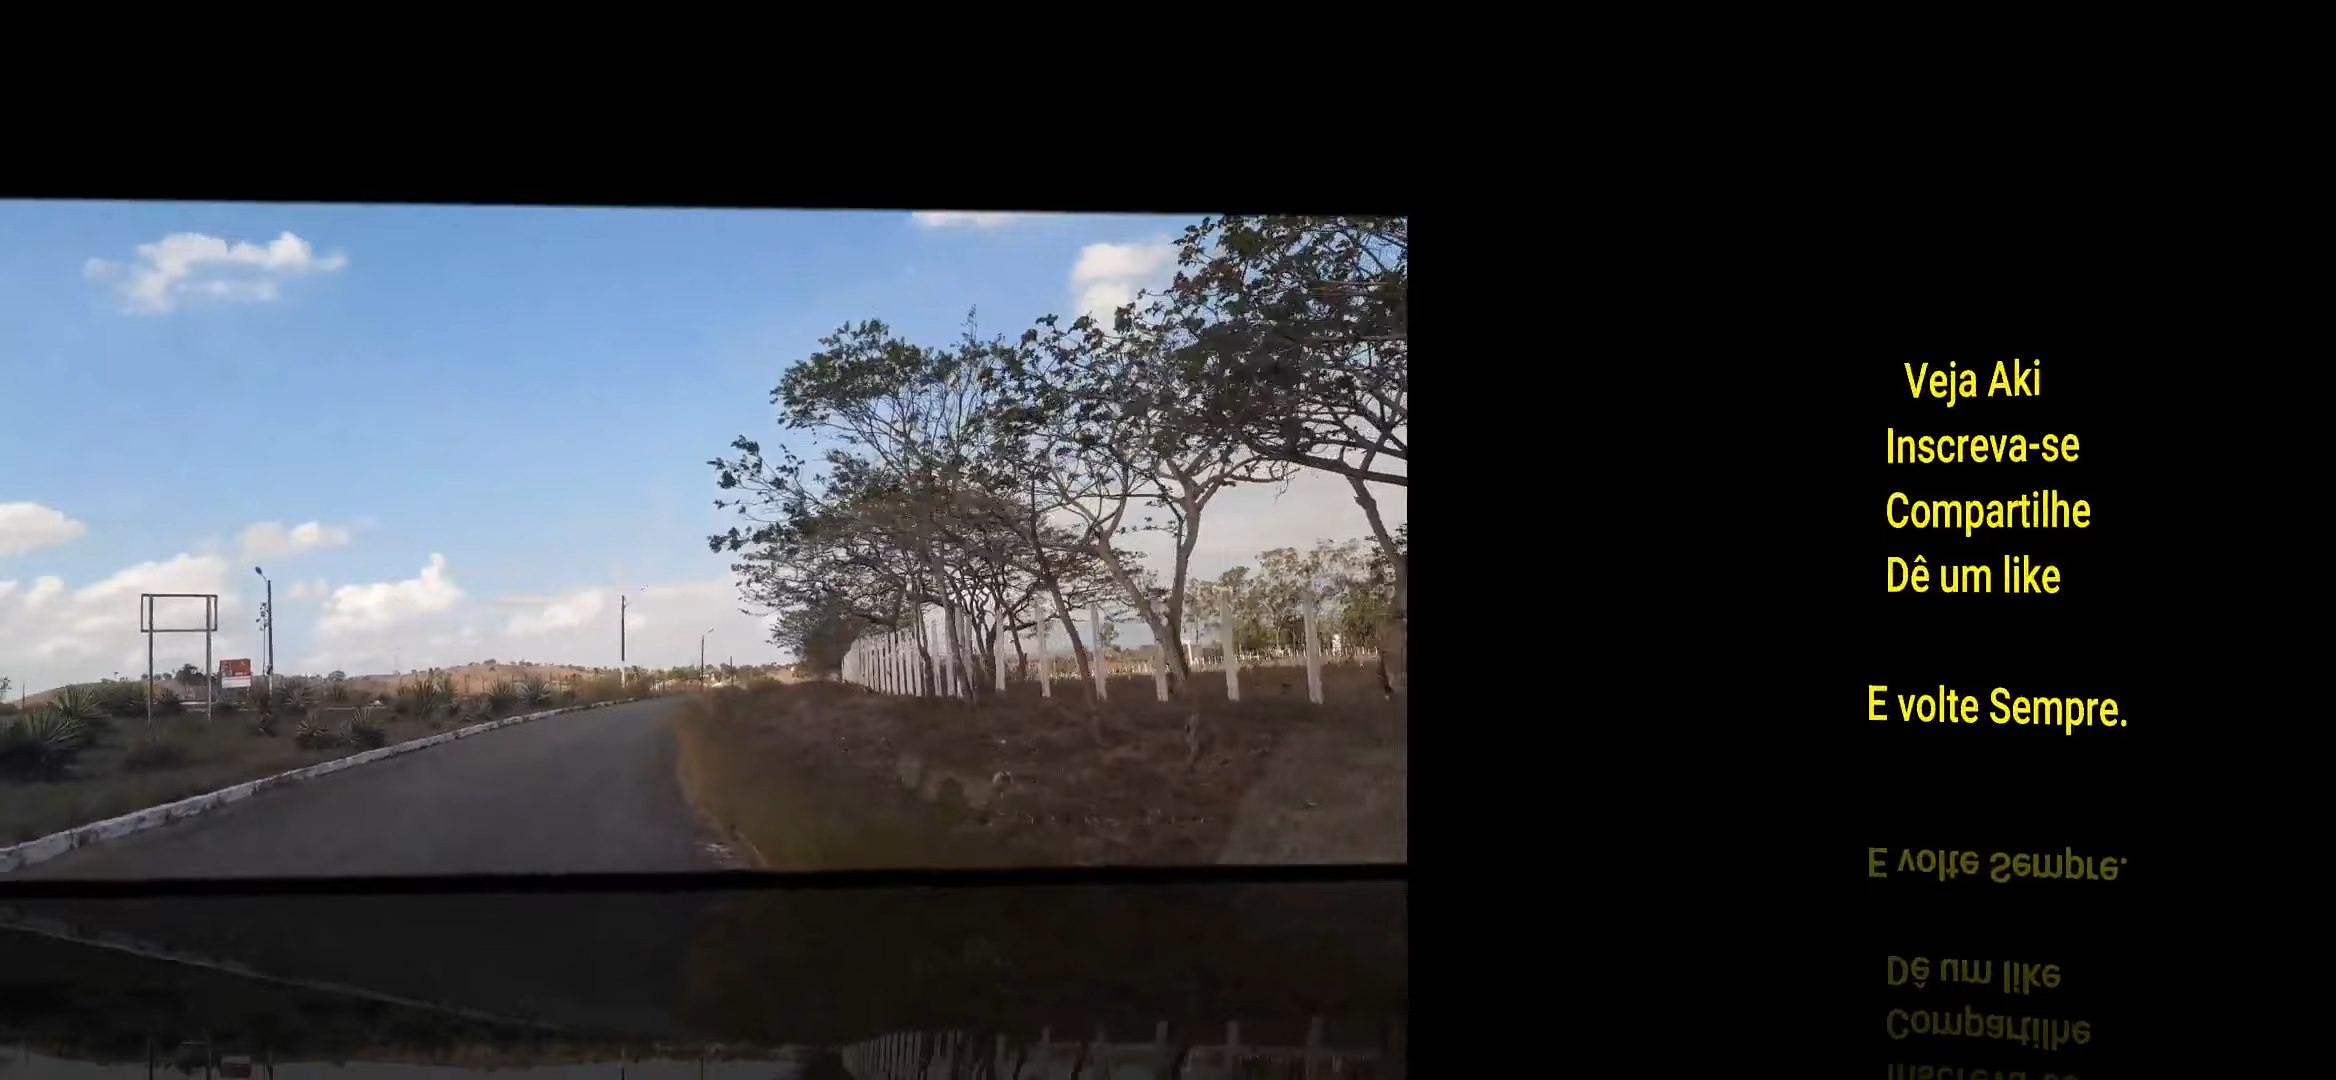 Veja Aki
Inscreva-se
Compartilhe
Dê um like
E volte Sempre.